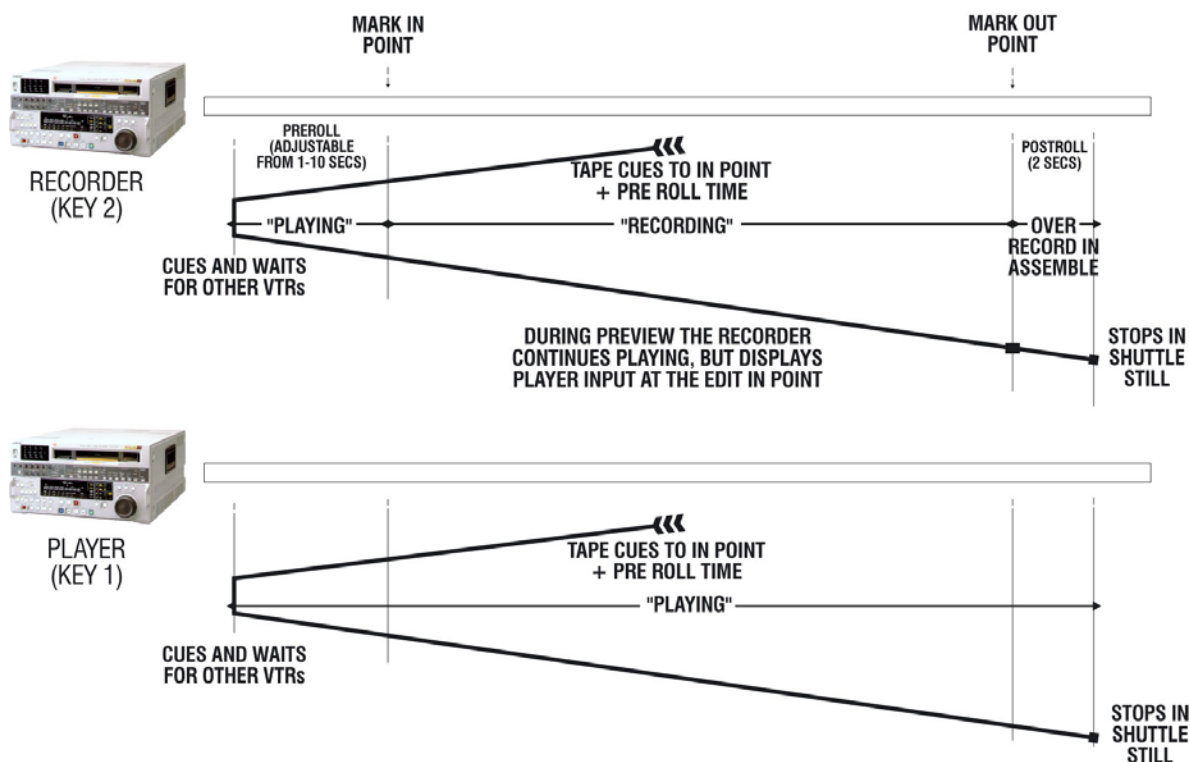 MARK IN
POINT
MARK OUT
POINT
RECORDER
(KEY 2)
PREROLL
(ADJUSTABLE
FROM 1-10 SECS)
TAPE CUES TO IN POINT
+ PRE ROLL TIME
POSTROLL
(2 SECS)
"PLAYING"
"RECORDING"
OVER
RECORD IN
ASSEMBLE
CUES AND WAITS
FOR OTHER VTRs
DURING PREVIEW THE RECORDER
CONTINUES PLAYING, BUT DISPLAYS
PLAYER INPUT AT THE EDIT IN POINT
STOPS IN
SHUTTLE
STILL
PLAYER
(KEY 1)
TAPE CUES TO IN POINT
+ PRE ROLL TIME
"PLAYING"
CUES AND WAITS
FOR OTHER VTRs
STOPS IN
SHUTTLE
STILL